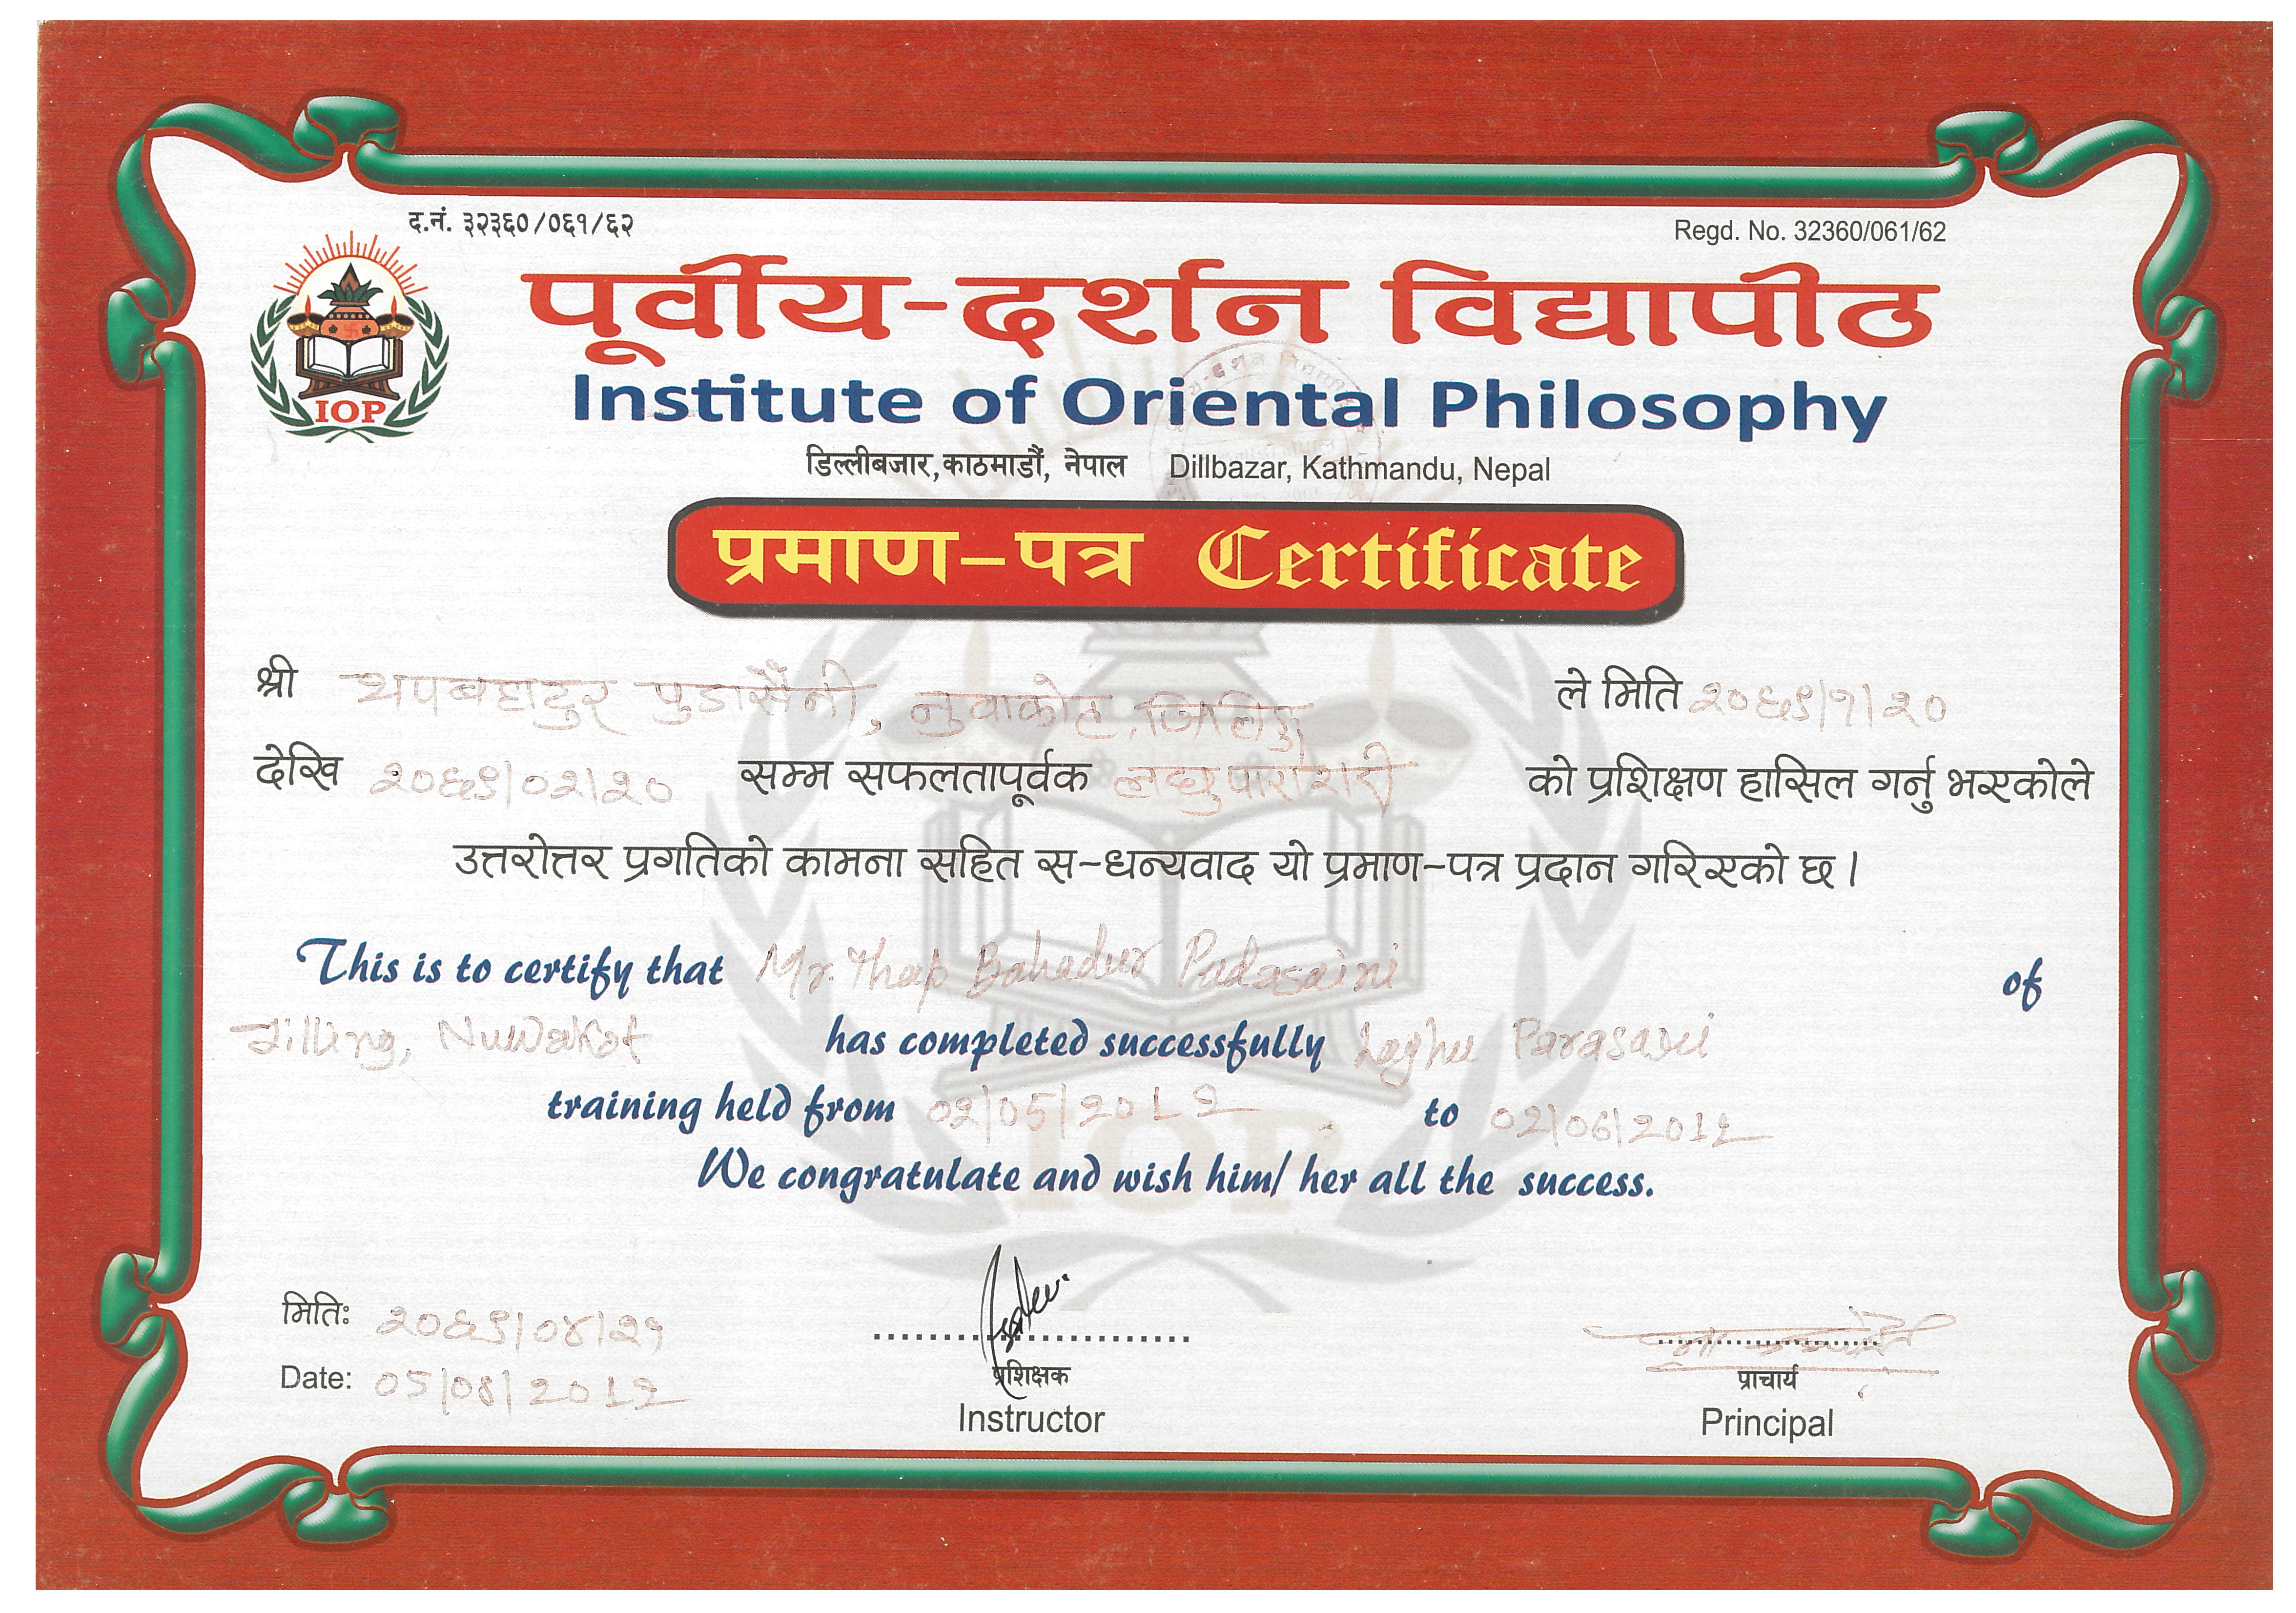 द.नं. ३२३६०/०६१/६२
Regd. No. 32360/061/62
पूर्वीय-दर्शन विद्यापीठ
Institute of Oriental Philosophy
डिल्लीबजार, काठमाडौं, नेपाल Dillbazar, Kathmandu, Nepal
IOP
प्रमाण-पत्र Certificate
श्री थपबहादुर पुडासैनी, नुवाकोट, जिलिङ्ग ले मिति २०६९/१/२०
देखि २०६९/०२/२० सम्म सफलतापूर्वक लघु पाराशरी को प्रशिक्षण हासिल गर्नु भएकोले
उत्तरोत्तर प्रगतिको कामना सहित स-धन्यवाद यो प्रमाण-पत्र प्रदान गरिएको छ ।
This is to certify that Mr. Thap Bahadur Pudasaini of
Jilling, Nuwakot has completed successfully Laghu Parasari
training held from 02/05/2012 to 02/06/2012
We congratulate and wish him/ her all the success.
IOP
मितिः २०६९/०४/२१
Date: 05/08/2012
प्रशिक्षक
Instructor
प्राचार्य
Principal